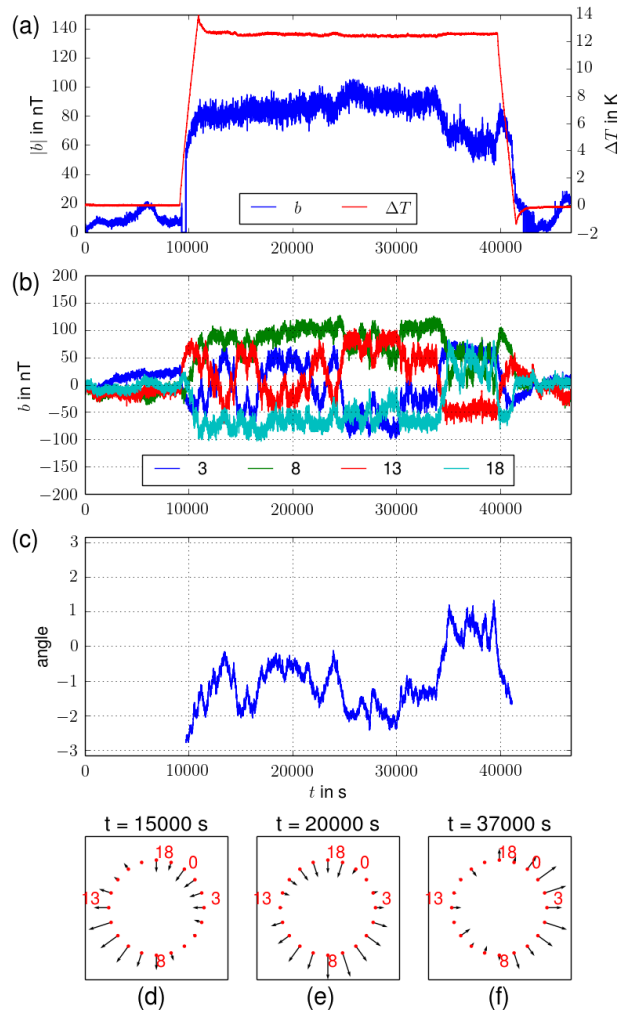 (a)
140
120
100
80
60
40
20
0
|b| in nT
14
12
10
8
6
4
2
0
−2
ΔT in K
b ΔT
0 10000 20000 30000 40000
(b)
200
150
100
50
0
−50
−100
−150
−200
b in nT
3 8 13 18
0 10000 20000 30000 40000
(c)
3
2
1
0
−1
−2
−3
angle
0 10000 20000 30000 40000
t in s
t = 15000 s t = 20000 s t = 37000 s
18 0 3 8 13
18 0 3 8 13
18 0 3 8 13
(d) (e) (f)